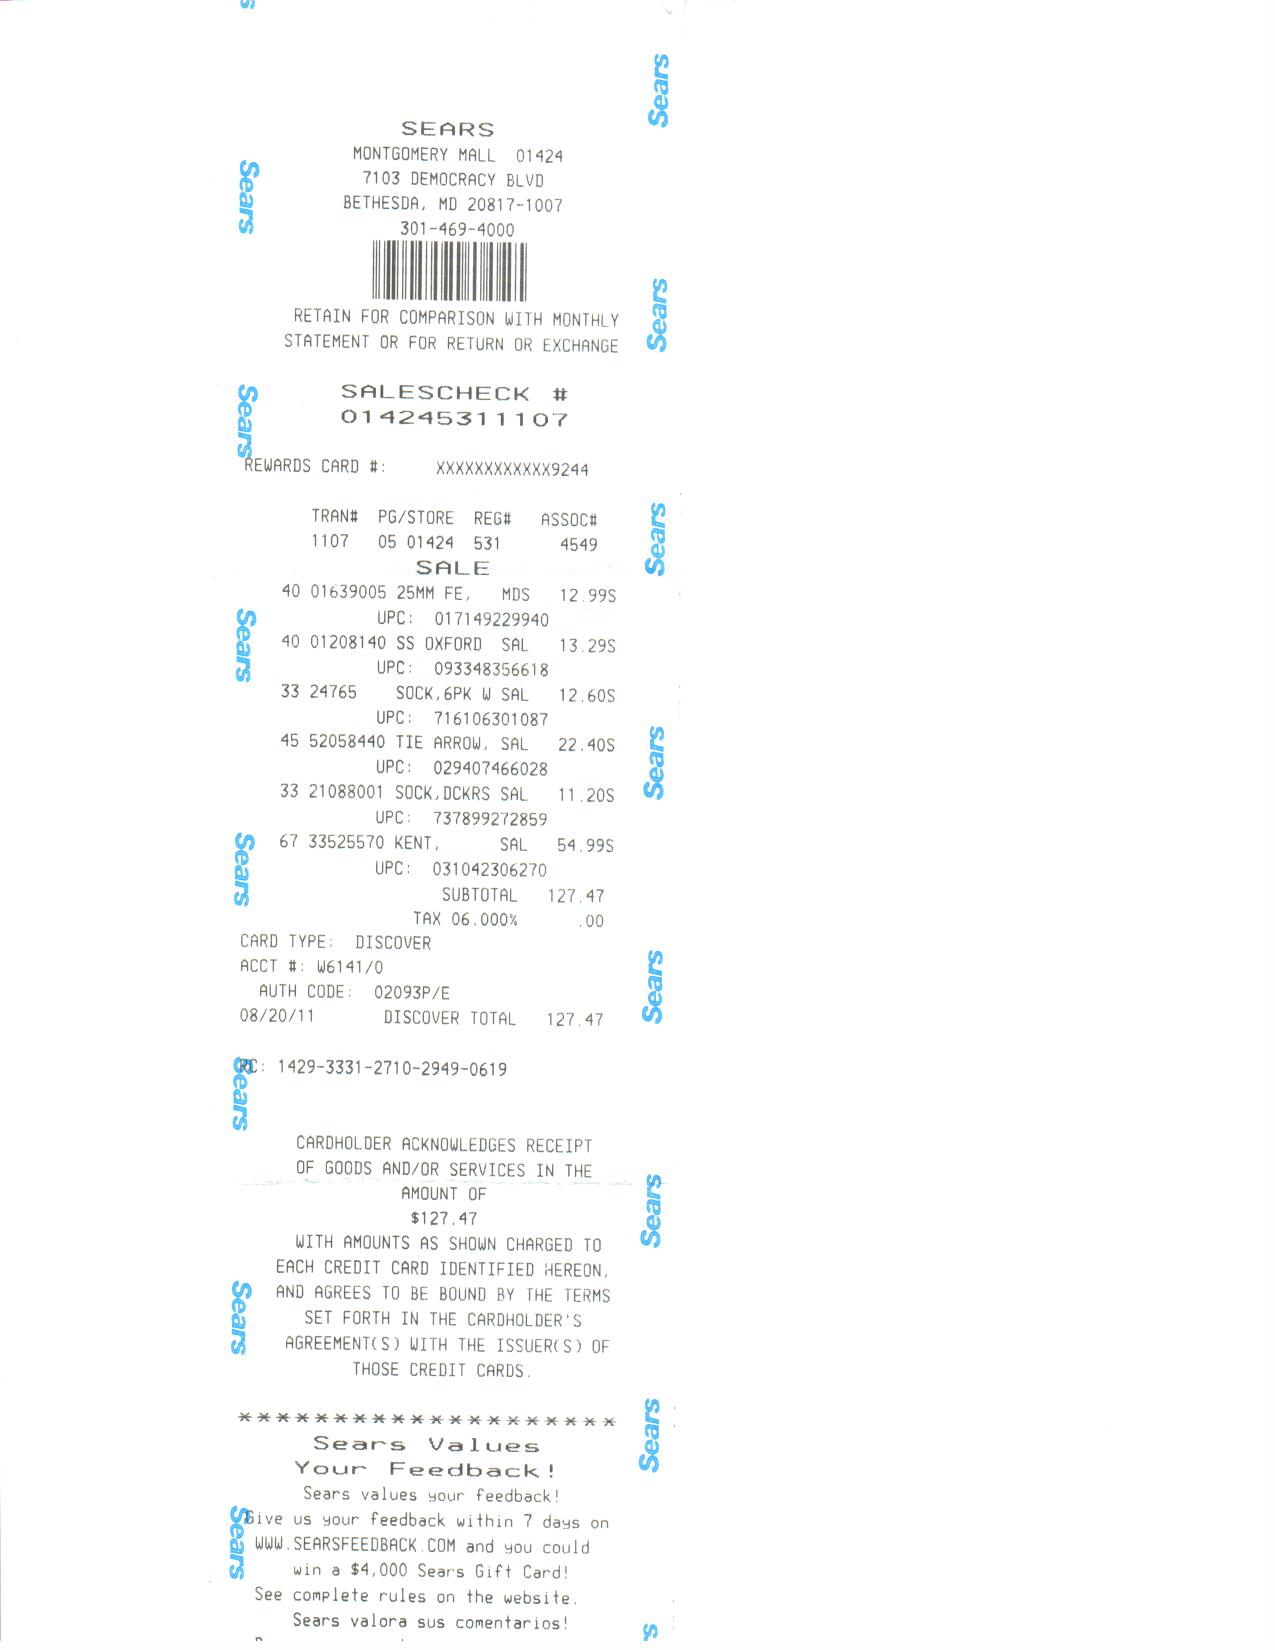 SEARS
MONTGOMERY MALL 01424
7103 DEMOCRACY BLVD
BETHESDA, MD 20817-1007
301-469-4000
RETAIN FOR COMPARISON WITH MONTHLY
STATEMENT OR FOR RETURN OR EXCHANGE
SALESCHECK #
014245311107
REWARDS CARD #: XXXXXXXXXXXX9244
TRAN# PG/STORE REG# ASSOC#
1107 05 01424 531 4549
SALE
40 01639005 25MM FE, MDS 12.99S
UPC: 017149229940
40 01208140 SS OXFORD SAL 13.29S
UPC: 093348356618
33 24765 SOCK,6PK W SAL 12.60S
UPC: 716106301087
45 52058440 TIE ARROW, SAL 22.40S
UPC: 029407466028
33 21088001 SOCK,DCKRS SAL 11.20S
UPC: 737899272859
67 33525570 KENT, SAL 54.99S
UPC: 031042306270
SUBTOTAL 127.47
TAX 06.000% .00
CARD TYPE: DISCOVER
ACCT #: W6141/0
AUTH CODE: 02093P/E
08/20/11 DISCOVER TOTAL 127.47
RC: 1429-3331-2710-2949-0619
CARDHOLDER ACKNOWLEDGES RECEIPT
OF GOODS AND/OR SERVICES IN THE
AMOUNT OF
$127.47
WITH AMOUNTS AS SHOWN CHARGED TO
EACH CREDIT CARD IDENTIFIED HEREON,
AND AGREES TO BE BOUND BY THE TERMS
SET FORTH IN THE CARDHOLDER'S
AGREEMENT(S) WITH THE ISSUER(S) OF
THOSE CREDIT CARDS.
********************
Sears Values
Your Feedback!
Sears values your feedback!
Give us your feedback within 7 days on
WWW.SEARSFEEDBACK.COM and you could
win a $4,000 Sears Gift Card!
See complete rules on the website.
Sears valora sus comentarios!
Sears
Sears
Sears
Sears
Sears
Sears
Sears
Sears
Sears
Sears
Sears
Sears
Sears
Sears